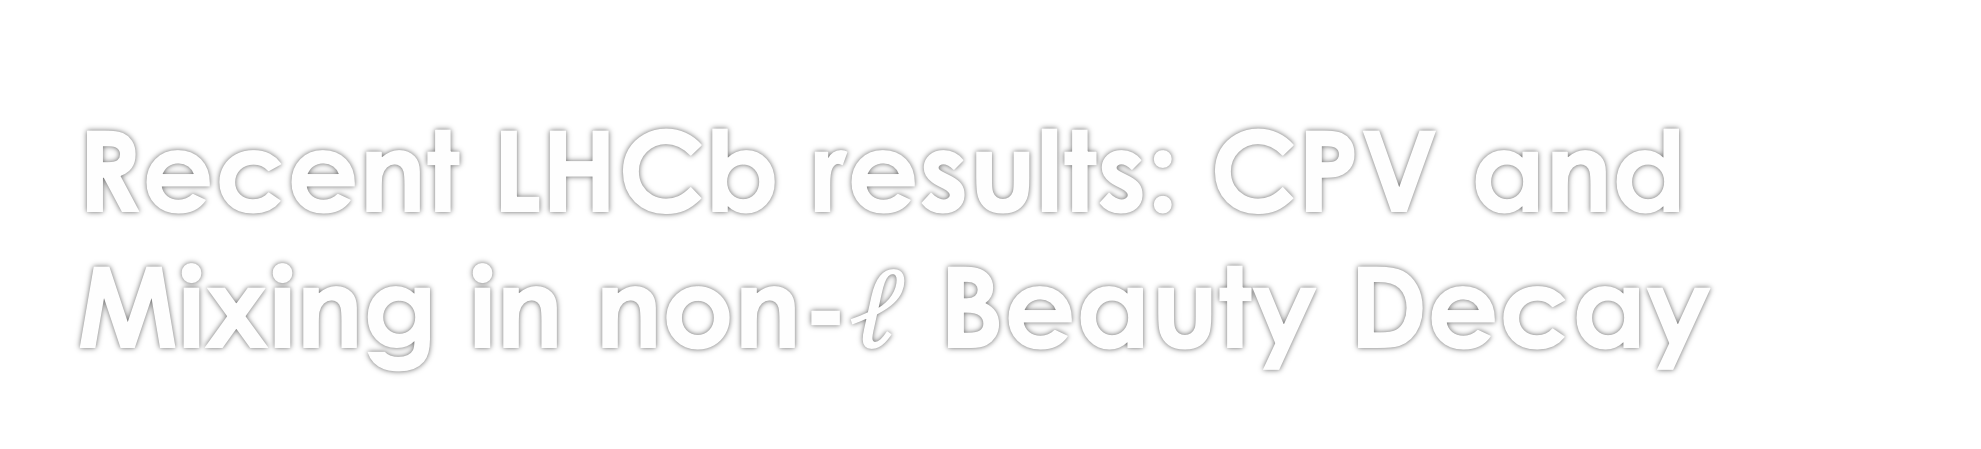 Recent LHCb results: CPV and
Mixing in non-ℓ Beauty Decay